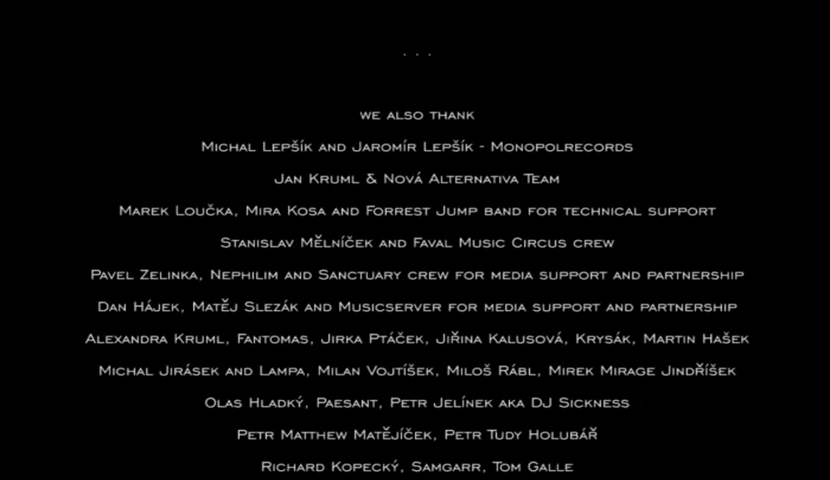 . . .
WE ALSO THANK
MICHAL LEPŠÍK AND JAROMÍR LEPŠÍK - MONOPOLRECORDS
JAN KRUML & NOVÁ ALTERNATIVA TEAM
MAREK LOUČKA, MIRA KOSA AND FORREST JUMP BAND FOR TECHNICAL SUPPORT
STANISLAV MĚLNÍČEK AND FAVAL MUSIC CIRCUS CREW
PAVEL ZELINKA, NEPHILIM AND SANCTUARY CREW FOR MEDIA SUPPORT AND PARTNERSHIP
DAN HÁJEK, MATĚJ SLEZÁK AND MUSICSERVER FOR MEDIA SUPPORT AND PARTNERSHIP
ALEXANDRA KRUML, FANTOMAS, JIRKA PTÁČEK, JIŘINA KALUSOVÁ, KRYSÁK, MARTIN HAŠEK
MICHAL JIRÁSEK AND LAMPA, MILAN VOJTÍŠEK, MILOŠ RÁBL, MIREK MIRAGE JINDŘÍŠEK
OLAS HLADKÝ, PAESANT, PETR JELÍNEK AKA DJ SICKNESS
PETR MATTHEW MATĚJÍČEK, PETR TUDY HOLUBÁŘ
RICHARD KOPECKÝ, SAMGARR, TOM GALLE